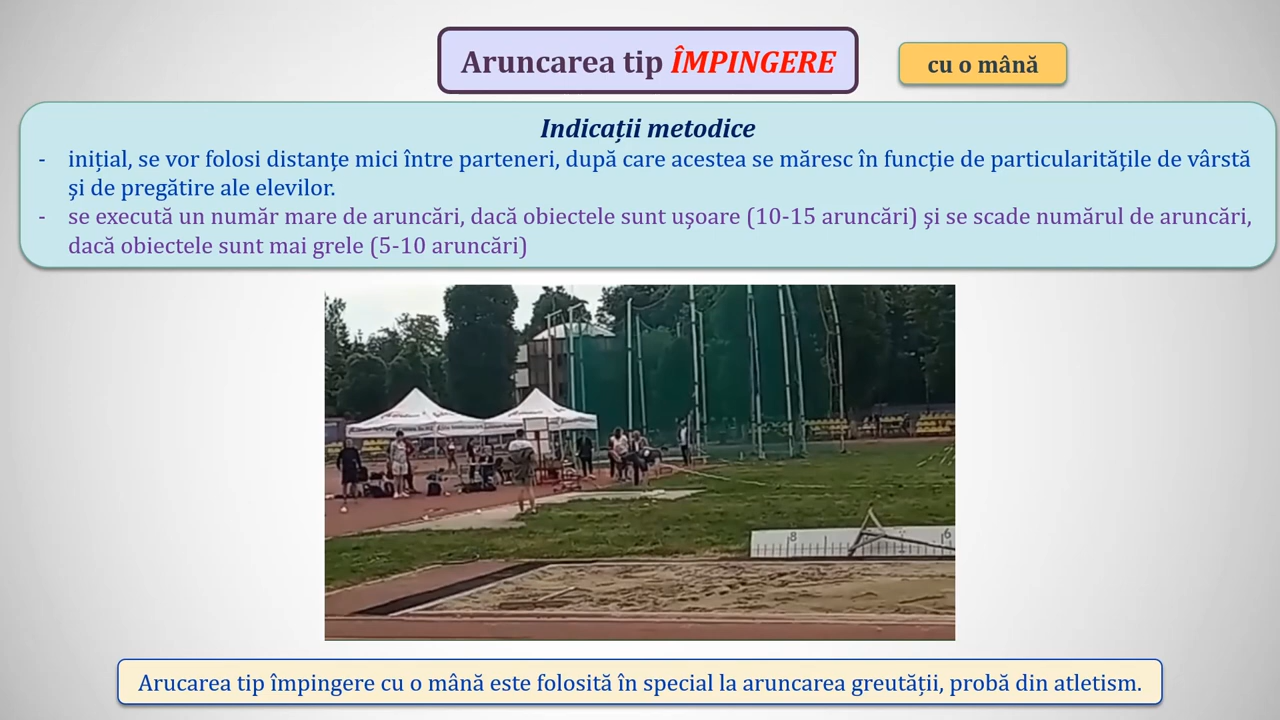 Aruncarea tip ÎMPINGERE
cu o mână
Indicații metodice
- inițial, se vor folosi distanțe mici între parteneri, după care acestea se măresc în funcție de particularitățile de vârstă
și de pregătire ale elevilor.
- se execută un număr mare de aruncări, dacă obiectele sunt ușoare (10-15 aruncări) și se scade numărul de aruncări,
dacă obiectele sunt mai grele (5-10 aruncări)
8
6
Arucarea tip împingere cu o mână este folosită în special la aruncarea greutății, probă din atletism.